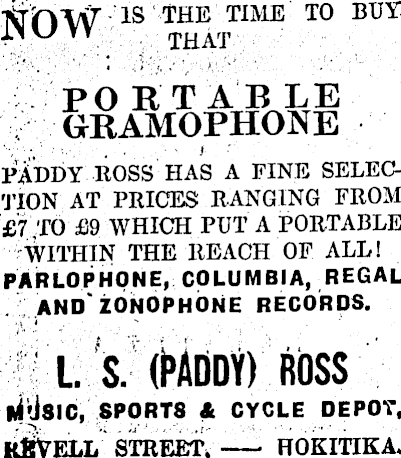 NOW IS THE TIME TO BUY
THAT
PORTABLE
GRAMOPHONE
PADDY ROSS HAS A FINE SELEC-
TION AT PRICES RANGING FROM
£7 TO £9 WHICH PUT A PORTABLE
WITHIN THE REACH OF ALL!
PARLOPHONE, COLUMBIA, REGAL
AND ZONOPHONE RECORDS.
L. S. (PADDY) ROSS
MUSIC, SPORTS & CYCLE DEPOT,
REVELL STREET, — HOKITIKA.